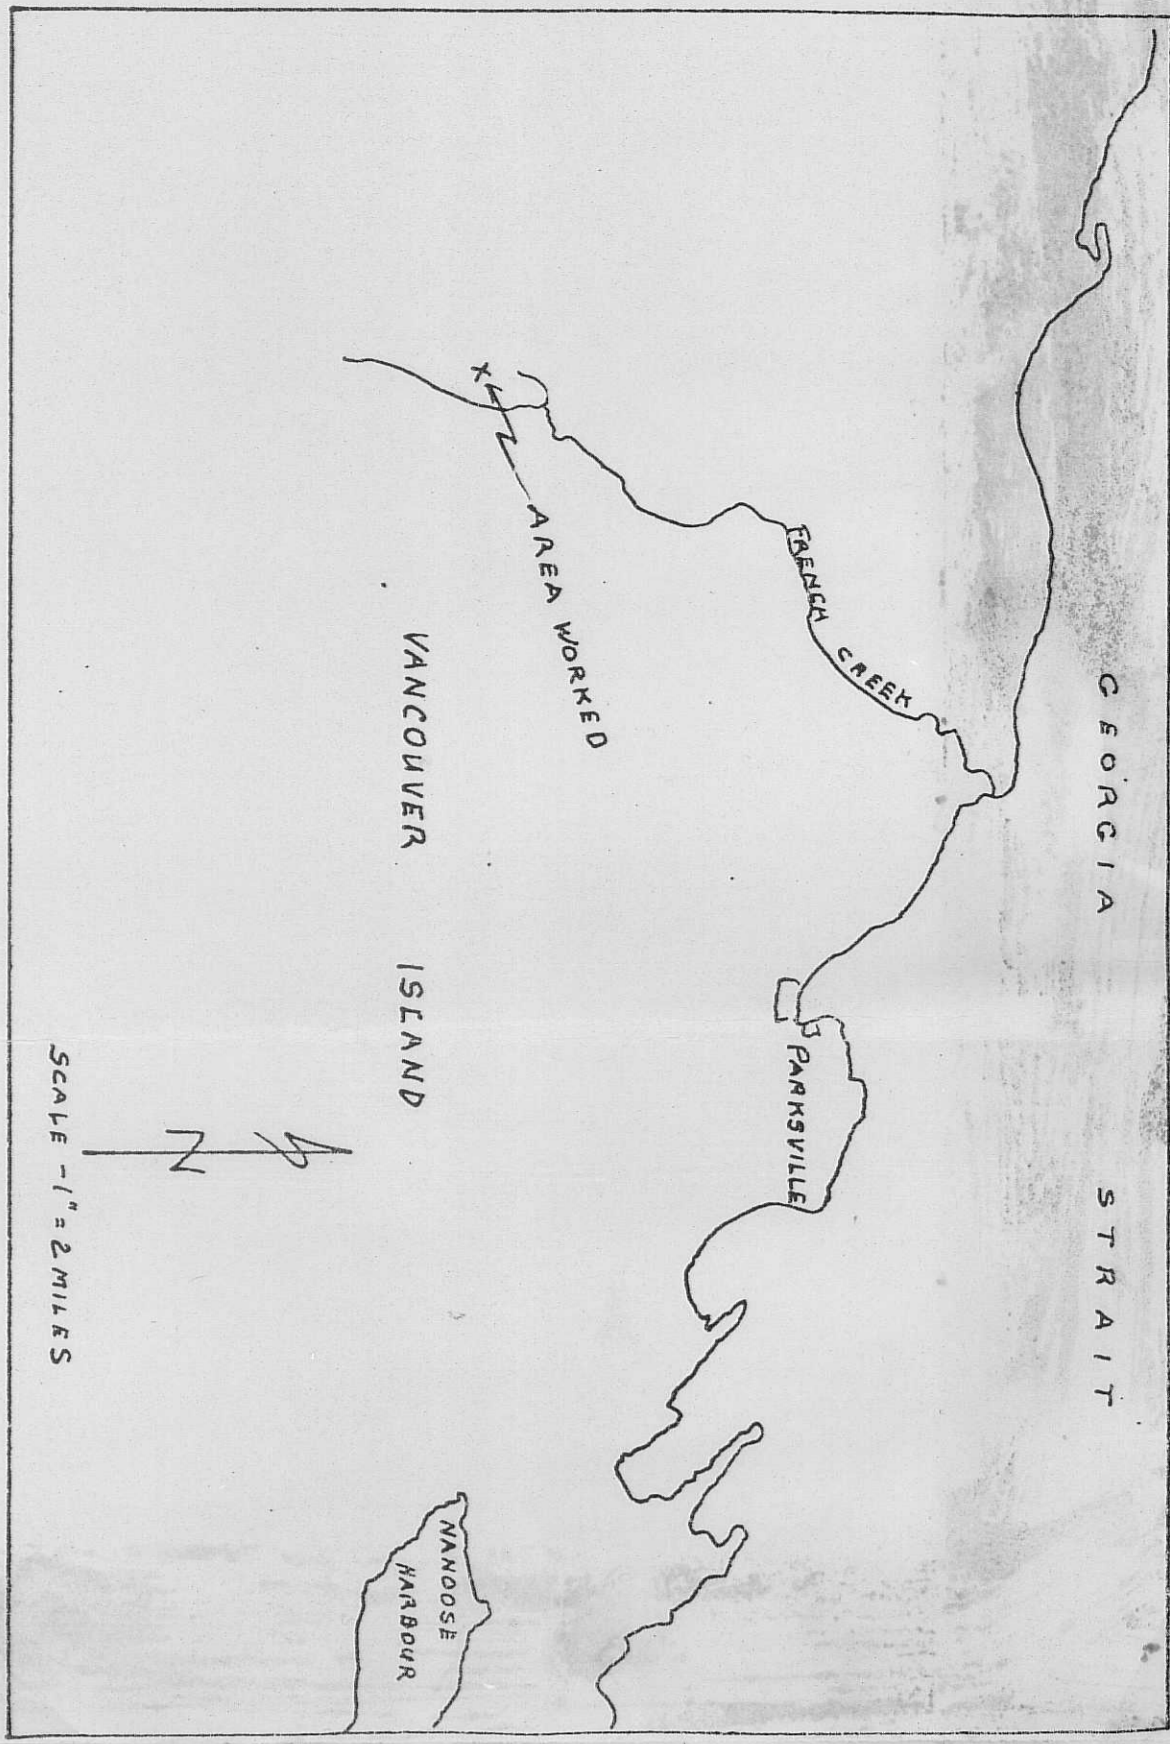 GEORGIA STRAIT
FRENCH CREEK
PARKSVILLE
X
AREA WORKED
VANCOUVER ISLAND
NANOOSE
HARBOUR
N
SCALE - 1" = 2 MILES